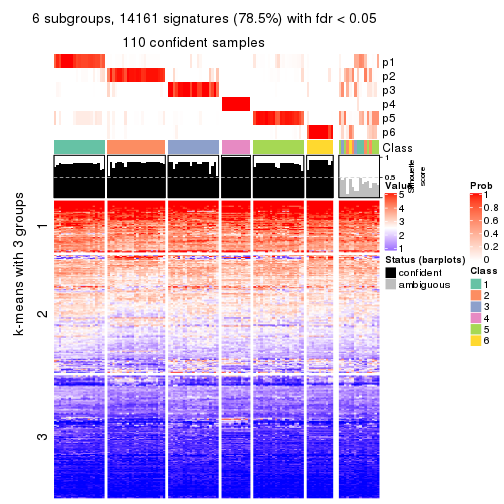 6 subgroups, 14161 signatures (78.5%) with fdr < 0.05
110 confident samples
p1
p2
p3
p4
p5
p6
Class
1
0.5
Silhouette
score
k-means with 3 groups
1
2
3
Value
5
4
3
2
1
Status (barplots)
confident
ambiguous
Prob
1
0.8
0.6
0.4
0.2
0
Class
1
2
3
4
5
6